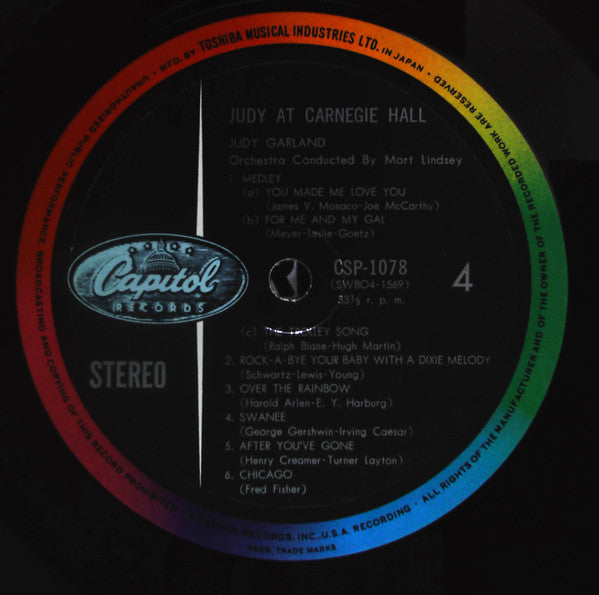 MFD. BY TOSHIBA MUSICAL INDUSTRIES LTD. IN JAPAN · ALL RIGHTS OF THE MANUFACTURER AND OF THE OWNER OF THE RECORDED WORK ARE RESERVED
UNAUTHORIZED PUBLIC PERFORMANCE BROADCASTING AND COPYING OF THIS RECORD PROHIBITED
CAPITOL RECORDS, INC., U.S.A. RECORDING ·
REGD. TRADE MARKS
JUDY AT CARNEGIE HALL
JUDY GARLAND
Orchestra Conducted By Mort Lindsey
1. MEDLEY
(a) YOU MADE ME LOVE YOU
(James V. Monaco-Joe McCarthy)
(b) FOR ME AND MY GAL
(Meyer-Leslie-Goetz)
Capitol
RECORDS
CSP-1078
(SWBO4-1569)
33⅓ r. p. m.
4
STEREO
(c) THE TROLLEY SONG
(Ralph Blane-Hugh Martin)
2. ROCK-A-BYE YOUR BABY WITH A DIXIE MELODY
(Schwartz-Lewis-Young)
3. OVER THE RAINBOW
(Harold Arlen-E. Y. Harburg)
4. SWANEE
(George Gershwin-Irving Caesar)
5. AFTER YOU'VE GONE
(Henry Creamer-Turner Layton)
6. CHICAGO
(Fred Fisher)